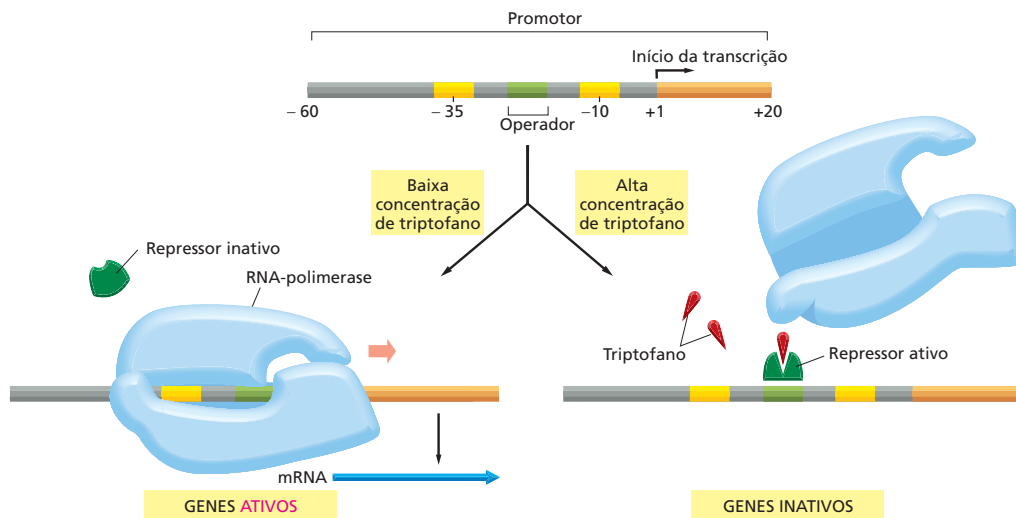 Promotor
Início da transcrição
– 60
– 35
Operador
–10
+1
+20
Baixa
concentração
de triptofano
Alta
concentração
de triptofano
Repressor inativo
RNA-polimerase
Triptofano
Repressor ativo
mRNA
GENES ATIVOS
GENES INATIVOS